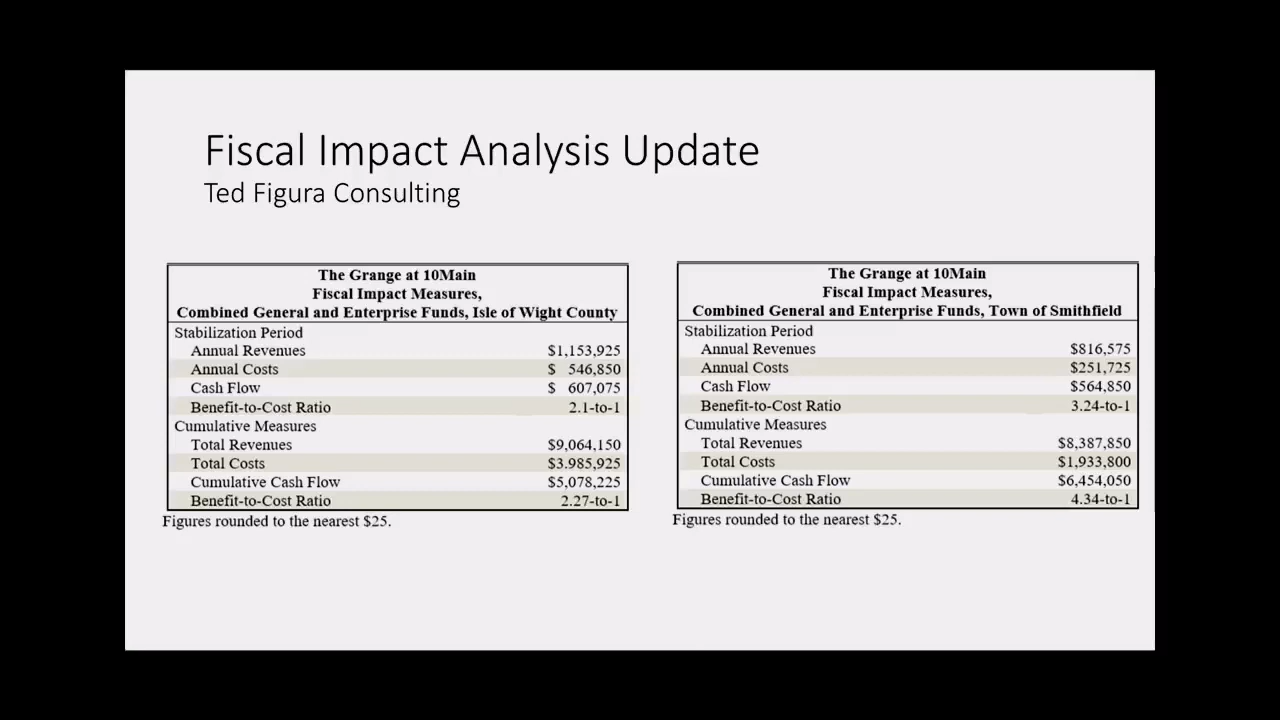 Fiscal Impact Analysis Update
Ted Figura Consulting
The Grange at 10Main
Fiscal Impact Measures,
Combined General and Enterprise Funds, Isle of Wight County
Stabilization Period
Annual Revenues $1,153,925
Annual Costs $ 546,850
Cash Flow $ 607,075
Benefit-to-Cost Ratio 2.1-to-1
Cumulative Measures
Total Revenues $9,064,150
Total Costs $3.985,925
Cumulative Cash Flow $5,078,225
Benefit-to-Cost Ratio 2.27-to-1
Figures rounded to the nearest $25.
The Grange at 10Main
Fiscal Impact Measures,
Combined General and Enterprise Funds, Town of Smithfield
Stabilization Period
Annual Revenues $816,575
Annual Costs $251,725
Cash Flow $564,850
Benefit-to-Cost Ratio 3.24-to-1
Cumulative Measures
Total Revenues $8,387,850
Total Costs $1,933,800
Cumulative Cash Flow $6,454,050
Benefit-to-Cost Ratio 4.34-to-1
Figures rounded to the nearest $25.